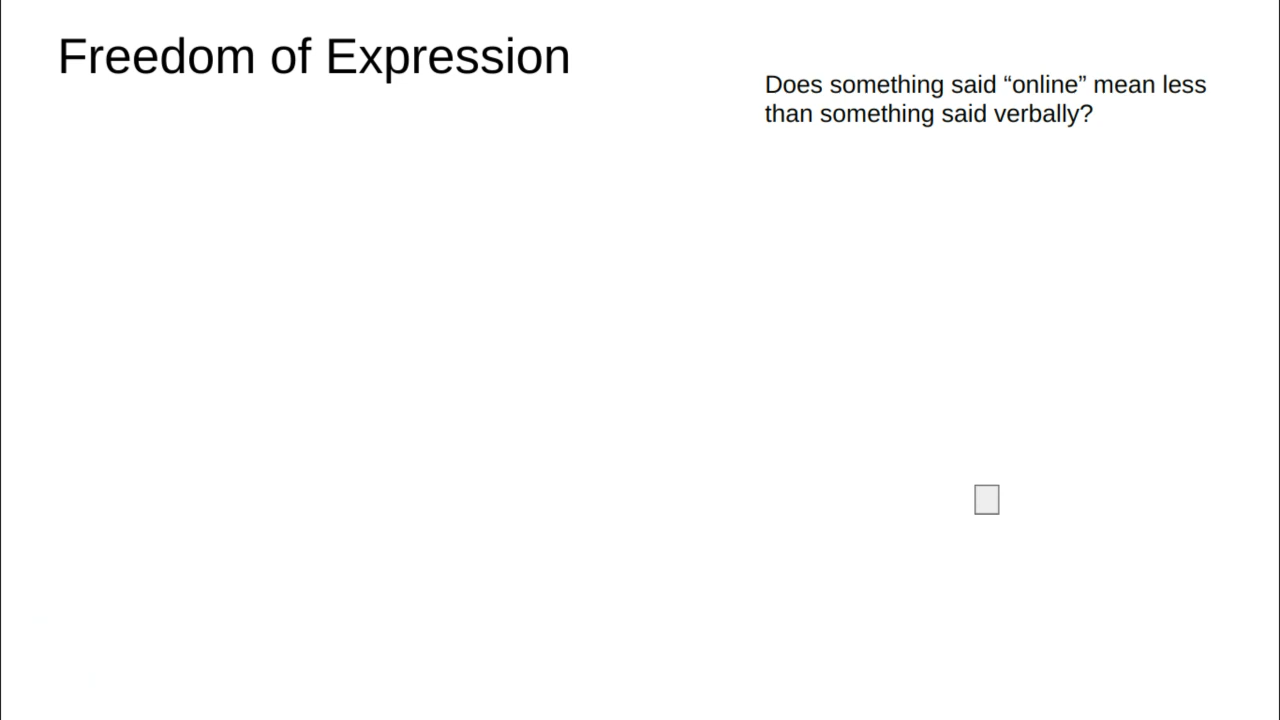 Freedom of Expression
Does something said “online” mean less
than something said verbally?